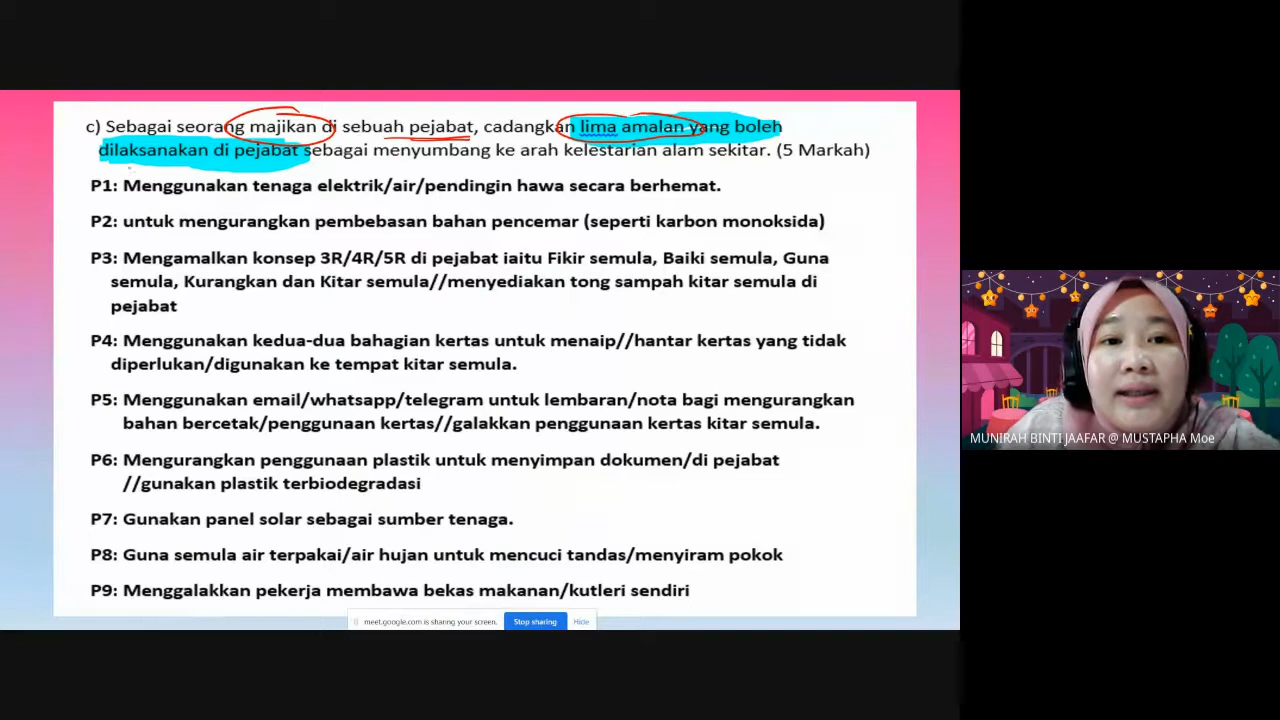 c) Sebagai seorang majikan di sebuah pejabat, cadangkan lima amalan yang boleh
dilaksanakan di pejabat sebagai menyumbang ke arah kelestarian alam sekitar. (5 Markah)
P1: Menggunakan tenaga elektrik/air/pendingin hawa secara berhemat.
P2: untuk mengurangkan pembebasan bahan pencemar (seperti karbon monoksida)
P3: Mengamalkan konsep 3R/4R/5R di pejabat iaitu Fikir semula, Baiki semula, Guna
semula, Kurangkan dan Kitar semula//menyediakan tong sampah kitar semula di
pejabat
P4: Menggunakan kedua-dua bahagian kertas untuk menaip//hantar kertas yang tidak
diperlukan/digunakan ke tempat kitar semula.
P5: Menggunakan email/whatsapp/telegram untuk lembaran/nota bagi mengurangkan
bahan bercetak/penggunaan kertas//galakkan penggunaan kertas kitar semula.
P6: Mengurangkan penggunaan plastik untuk menyimpan dokumen/di pejabat
//gunakan plastik terbiodegradasi
P7: Gunakan panel solar sebagai sumber tenaga.
P8: Guna semula air terpakai/air hujan untuk mencuci tandas/menyiram pokok
P9: Menggalakkan pekerja membawa bekas makanan/kutleri sendiri
meet.google.com is sharing your screen. Stop sharing Hide
MUNIRAH BINTI JAAFAR @ MUSTAPHA Moe